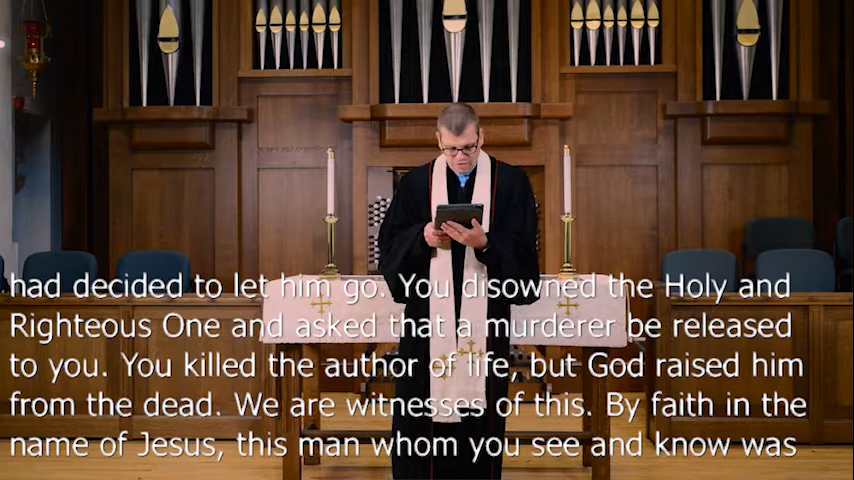 had decided to let him go. You disowned the Holy and
Righteous One and asked that a murderer be released
to you. You killed the author of life, but God raised him
from the dead. We are witnesses of this. By faith in the
name of Jesus, this man whom you see and know was